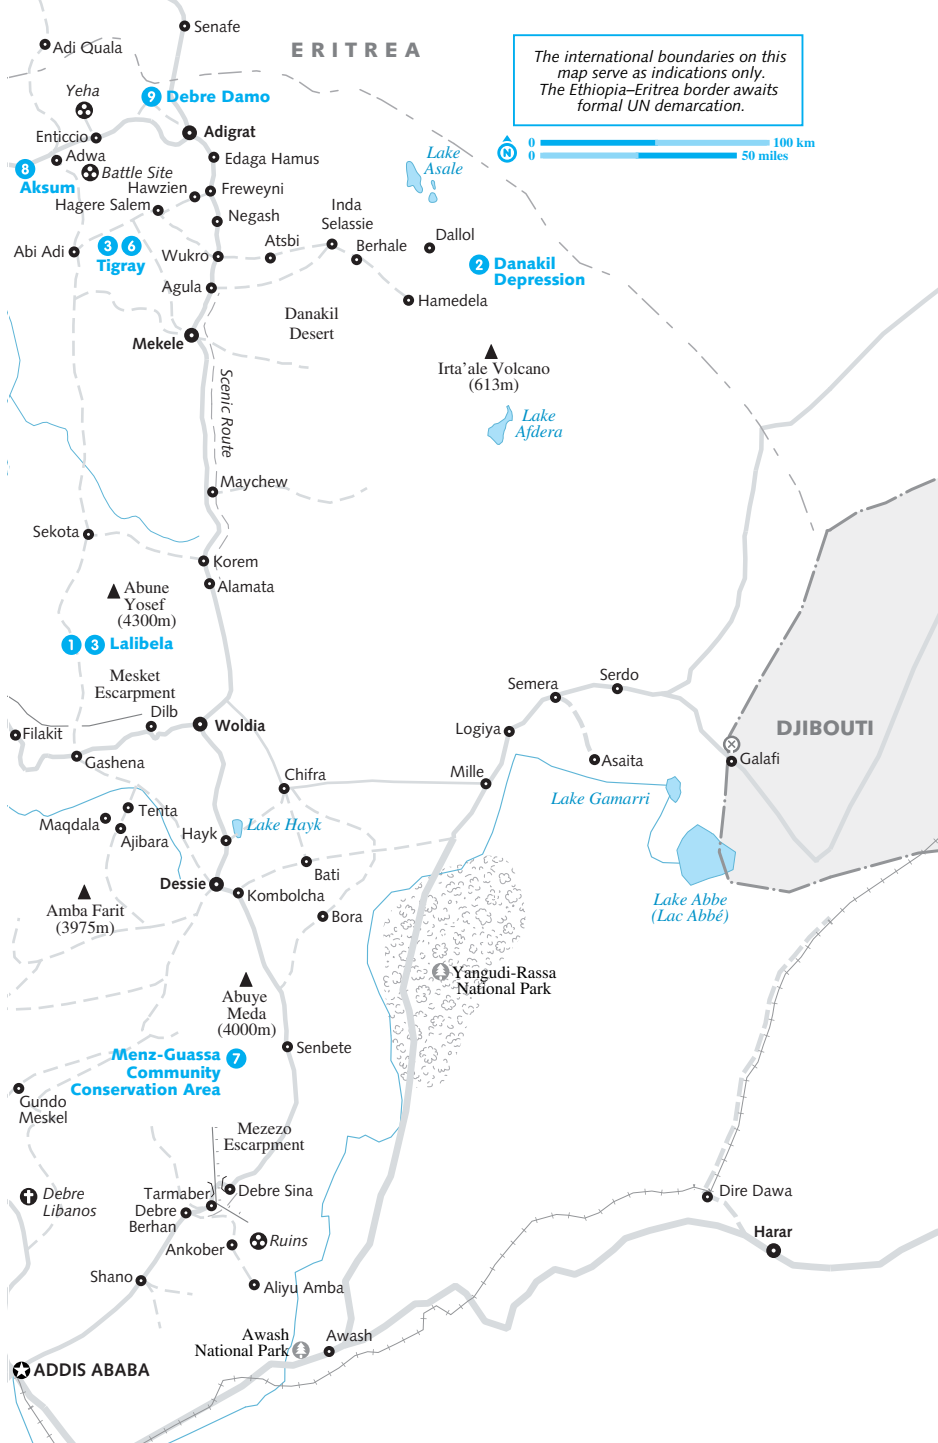 Senafe
Adi Quala
ERITREA
The international boundaries on this
map serve as indications only.
The Ethiopia–Eritrea border awaits
formal UN demarcation.
Yeha
9 Debre Damo
Enticcio
Adigrat
0 100 km
N
0 50 miles
Adwa
Edaga Hamus
Lake
Asale
8
Aksum
Battle Site
Hawzien
Freweyni
Hagere Salem
Negash
Inda
Selassie
Abi Adi
3 6
Tigray
Wukro
Atsbi
Berhale
Dallol
2 Danakil
Depression
Agula
Hamedela
Danakil
Desert
Mekele
Irta'ale Volcano
(613m)
Scenic Route
Lake
Afdera
Maychew
Sekota
Korem
Alamata
Abune
Yosef
(4300m)
1 3 Lalibela
Mesket
Escarpment
Semera
Serdo
Dilb
Woldia
Filakit
Logiya
DJIBOUTI
Gashena
Asaita
Galafi
Chifra
Mille
Lake Gamarri
Tenta
Maqdala
Ajibara
Hayk
Lake Hayk
Bati
Dessie
Kombolcha
Amba Farit
(3975m)
Bora
Lake Abbe
(Lac Abbé)
Yangudi-Rassa
National Park
Abuye
Meda
(4000m)
Senbete
Menz-Guassa 7
Community
Conservation Area
Gundo
Meskel
Mezezo
Escarpment
Debre
Libanos
Tarmaber
Debre Sina
Debre
Berhan
Dire Dawa
Harar
Ankober
Ruins
Shano
Aliyu Amba
Awash
National Park
Awash
ADDIS ABABA